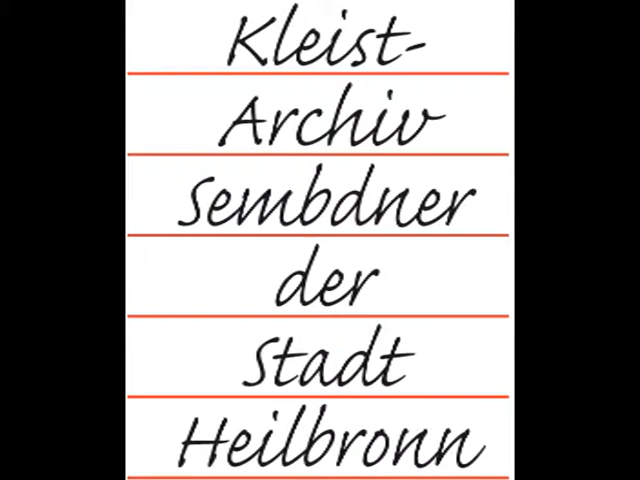 Kleist-
Archiv
Sembdner
der
Stadt
Heilbronn